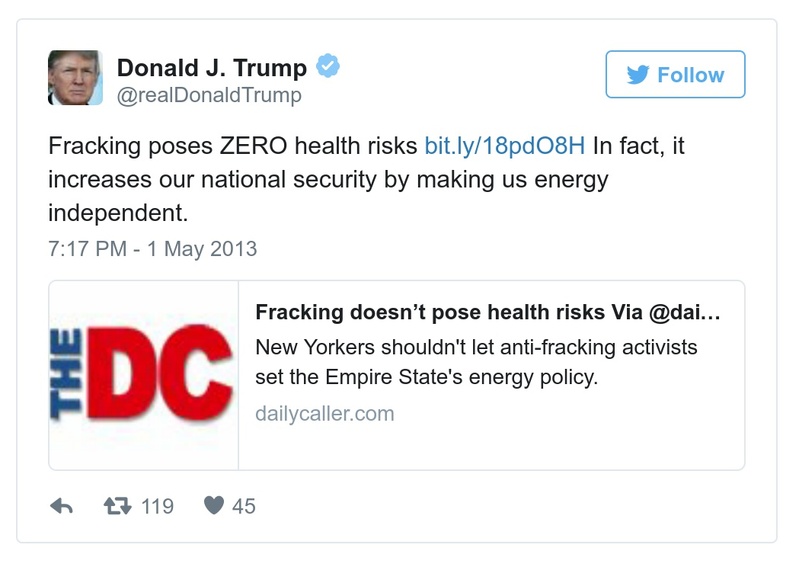 Donald J. Trump
@realDonaldTrump
Follow
Fracking poses ZERO health risks bit.ly/18pdO8H In fact, it
increases our national security by making us energy
independent.
7:17 PM - 1 May 2013
THE DC
Fracking doesn’t pose health risks Via @dai…
New Yorkers shouldn't let anti-fracking activists
set the Empire State's energy policy.
dailycaller.com
119 45